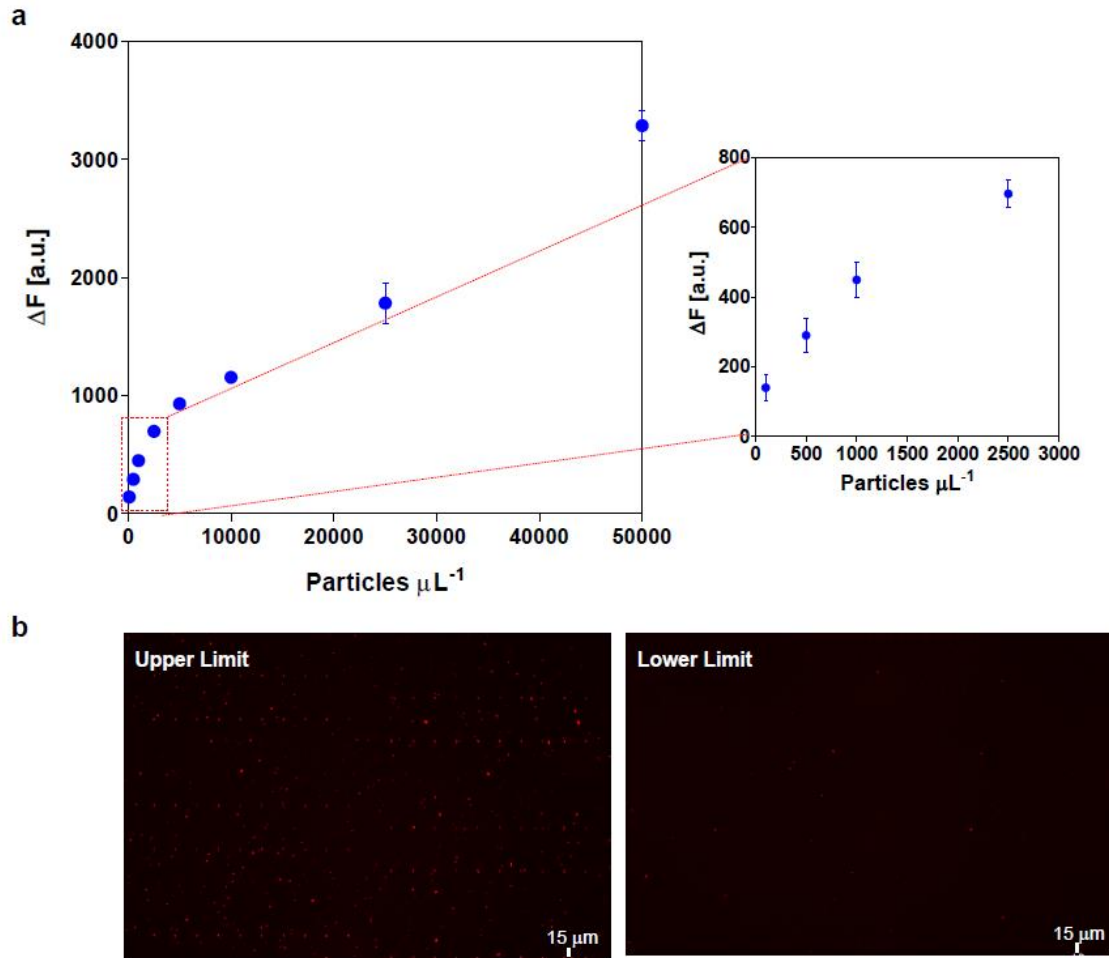 a
4000
3000
2000
1000
0
ΔF [a.u.]
0 10000 20000 30000 40000 50000
Particles μL⁻¹
800
600
400
200
0
ΔF [a.u.]
0 500 1000 1500 2000 2500 3000
Particles μL⁻¹
b
Upper Limit
15 μm
Lower Limit
15 μm